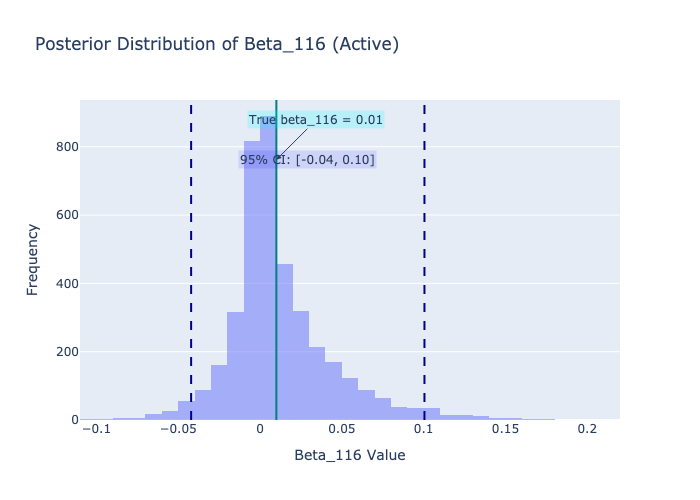 Posterior Distribution of Beta_116 (Active)
True beta_116 = 0.01
95% CI: [-0.04, 0.10]
Frequency
800
600
400
200
0
−0.1 −0.05 0 0.05 0.1 0.15 0.2
Beta_116 Value